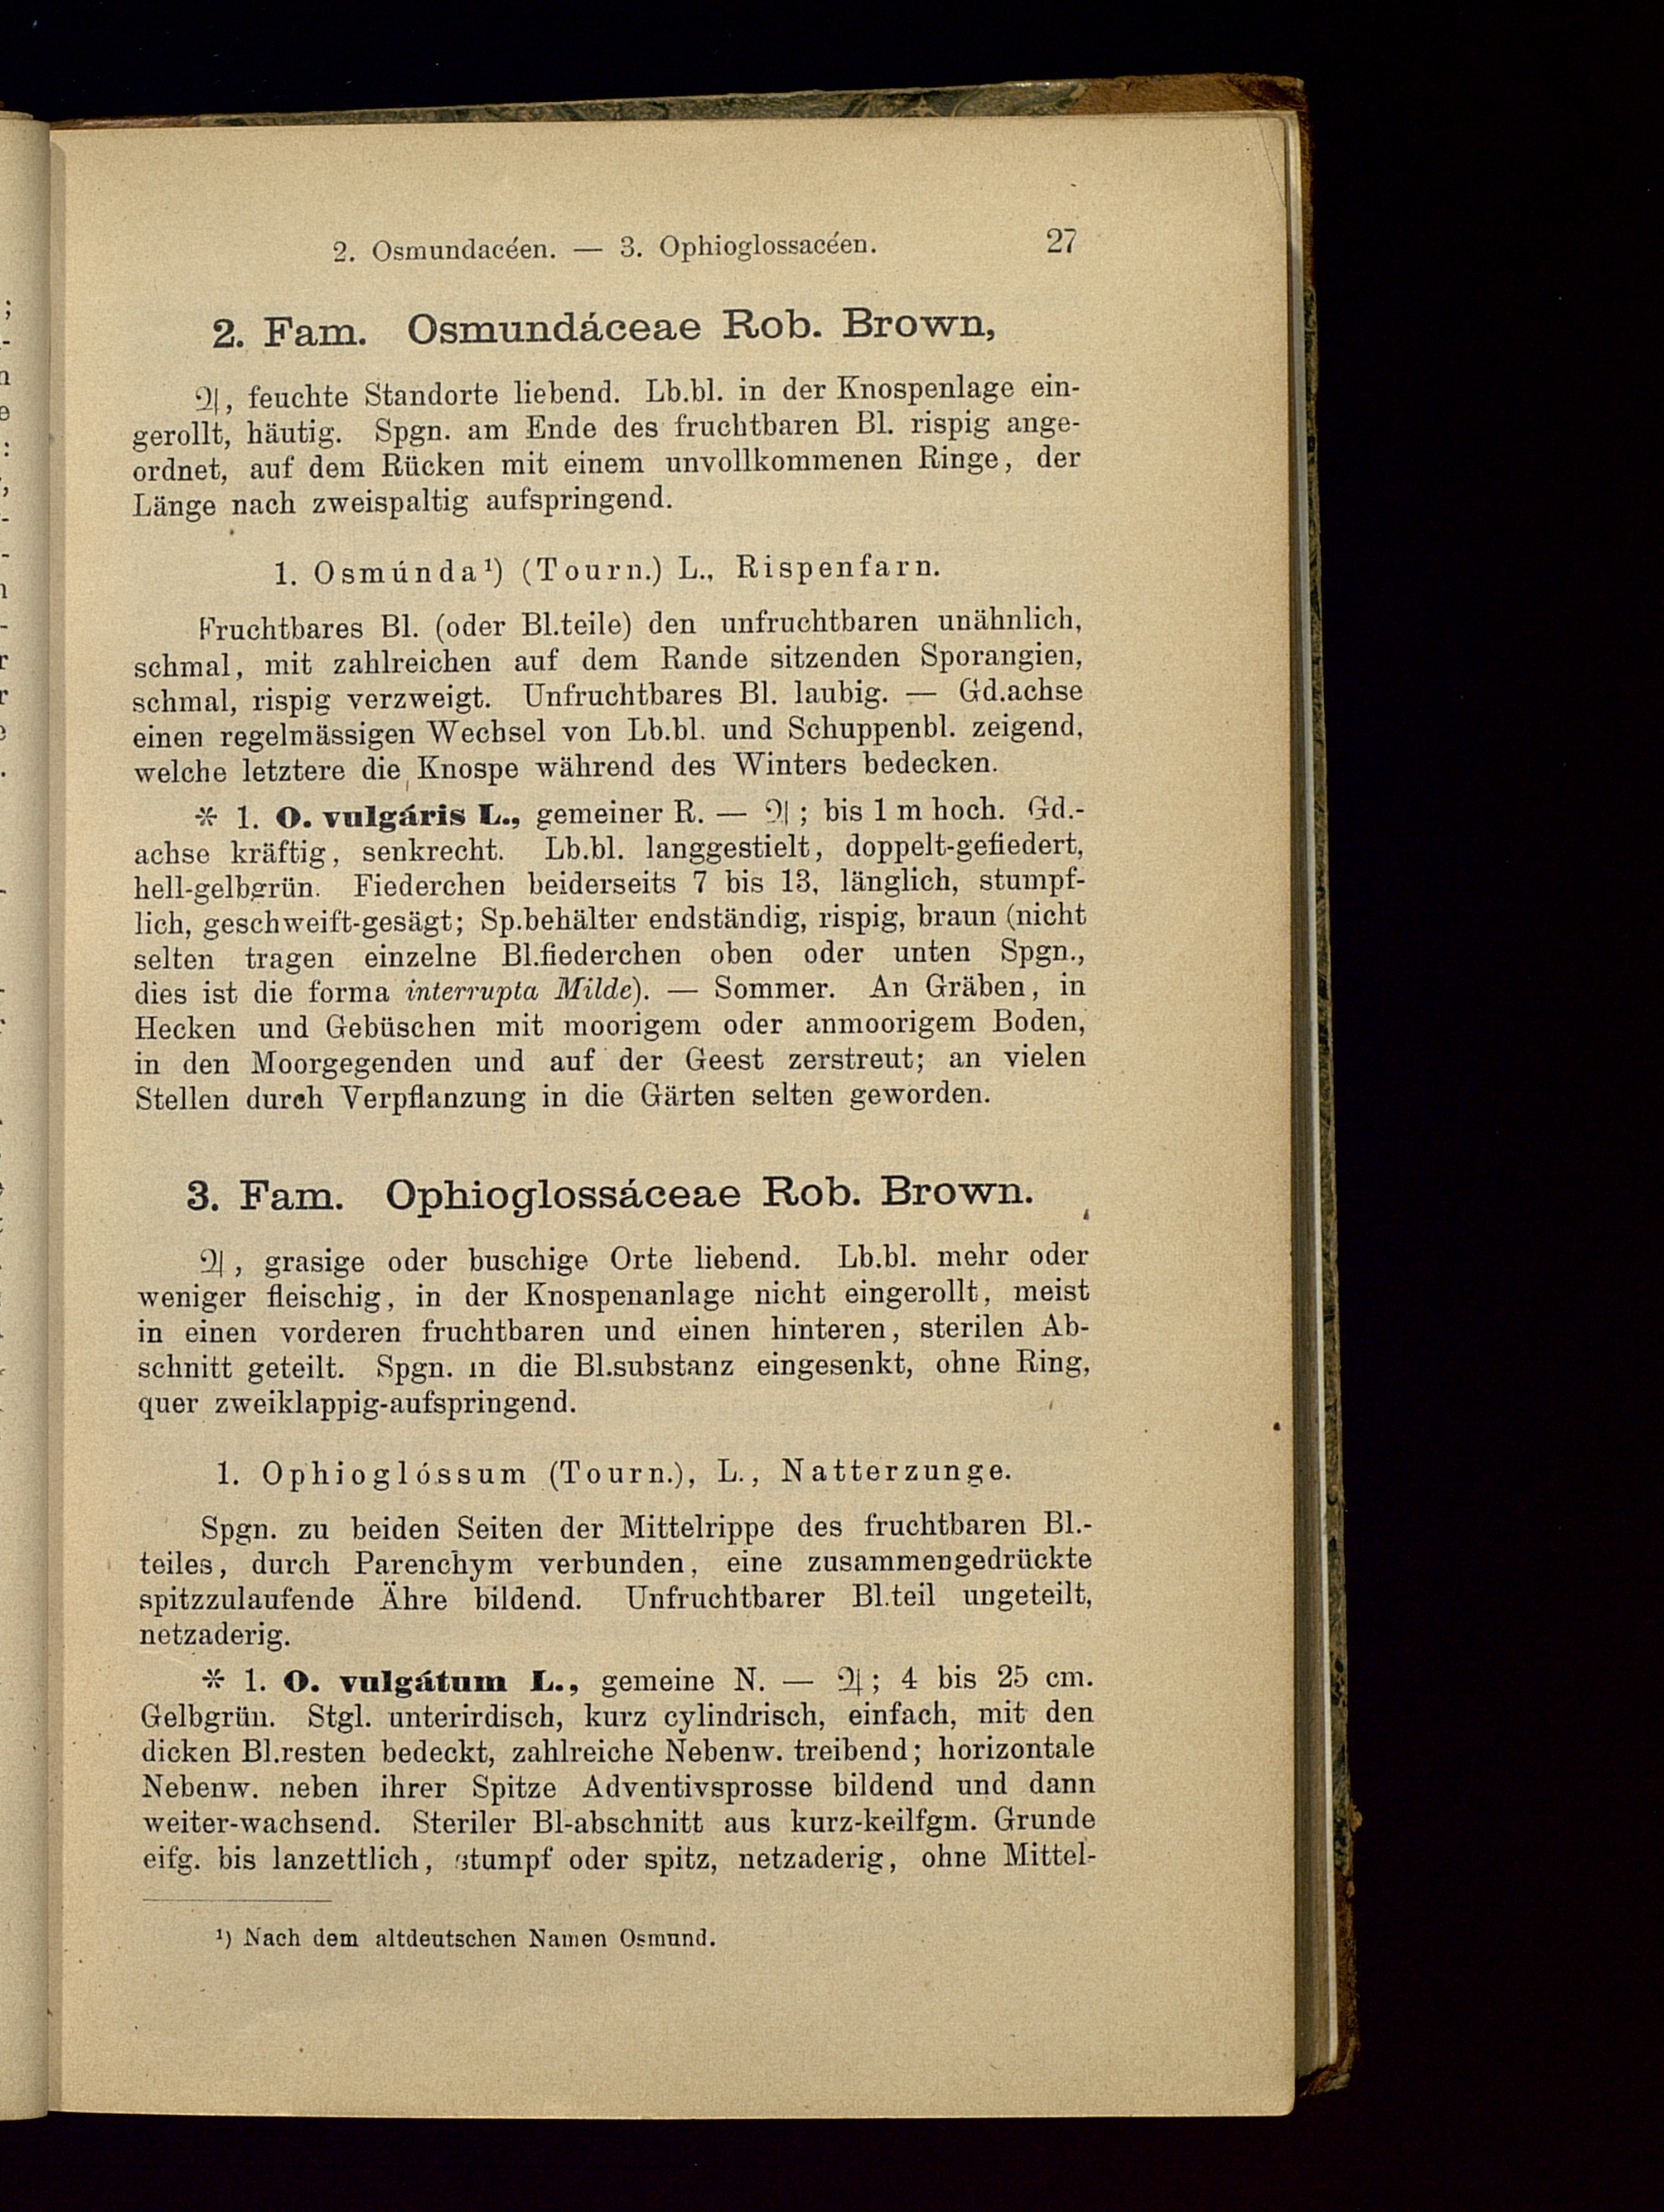 2. Osmundacéen. — 3. Ophioglossacéen. 27
2. Fam. Osmundáceae Rob. Brown,
♃, feuchte Standorte liebend. Lb.bl. in der Knospenlage ein-
gerollt, häutig. Spgn. am Ende des fruchtbaren Bl. rispig ange-
ordnet, auf dem Rücken mit einem unvollkommenen Ringe, der
Länge nach zweispaltig aufspringend.
1. Osmúnda¹) (Tourn.) L., Rispenfarn.
Fruchtbares Bl. (oder Bl.teile) den unfruchtbaren unähnlich,
schmal, mit zahlreichen auf dem Rande sitzenden Sporangien,
schmal, rispig verzweigt. Unfruchtbares Bl. laubig. — Gd.achse
einen regelmässigen Wechsel von Lb.bl. und Schuppenbl. zeigend,
welche letztere die Knospe während des Winters bedecken.
* 1. O. vulgáris L., gemeiner R. — ♃; bis 1 m hoch. Gd.-
achse kräftig, senkrecht. Lb.bl. langgestielt, doppelt-gefiedert,
hell-gelbgrün. Fiederchen beiderseits 7 bis 13, länglich, stumpf-
lich, geschweift-gesägt; Sp.behälter endständig, rispig, braun (nicht
selten tragen einzelne Bl.fiederchen oben oder unten Spgn.,
dies ist die forma interrupta Milde). — Sommer. An Gräben, in
Hecken und Gebüschen mit moorigem oder anmoorigem Boden,
in den Moorgegenden und auf der Geest zerstreut; an vielen
Stellen durch Verpflanzung in die Gärten selten geworden.
3. Fam. Ophioglossáceae Rob. Brown.
♃, grasige oder buschige Orte liebend. Lb.bl. mehr oder
weniger fleischig, in der Knospenanlage nicht eingerollt, meist
in einen vorderen fruchtbaren und einen hinteren, sterilen Ab-
schnitt geteilt. Spgn. in die Bl.substanz eingesenkt, ohne Ring,
quer zweiklappig-aufspringend.
1. Ophioglóssum (Tourn.), L., Natterzunge.
Spgn. zu beiden Seiten der Mittelrippe des fruchtbaren Bl.-
teiles, durch Parenchym verbunden, eine zusammengedrückte
spitzzulaufende Ähre bildend. Unfruchtbarer Bl.teil ungeteilt,
netzaderig.
* 1. O. vulgátum L., gemeine N. — ♃; 4 bis 25 cm.
Gelbgrün. Stgl. unterirdisch, kurz cylindrisch, einfach, mit den
dicken Bl.resten bedeckt, zahlreiche Nebenw. treibend; horizontale
Nebenw. neben ihrer Spitze Adventivsprosse bildend und dann
weiter-wachsend. Steriler Bl-abschnitt aus kurz-keilfgm. Grunde
eifg. bis lanzettlich, stumpf oder spitz, netzaderig, ohne Mittel-
¹) Nach dem altdeutschen Namen Osmund.